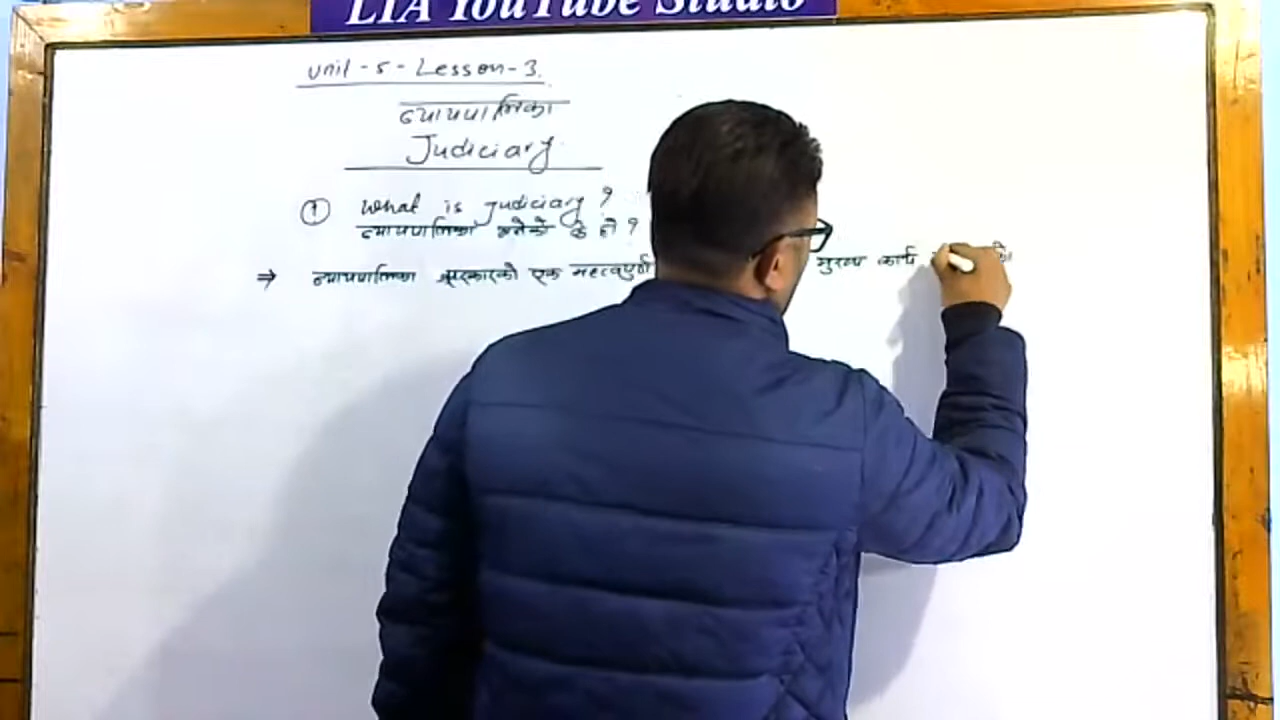 LIA YouTube Studio
Unit - 5 - Lesson - 3.
न्यायपालिका
Judiciary
① What is Judiciary ?
न्यायपालिका भनेको के हो ?
⇒ न्यायपालिका सरकारको एक महत्वपूर्ण मुख्य कार्य